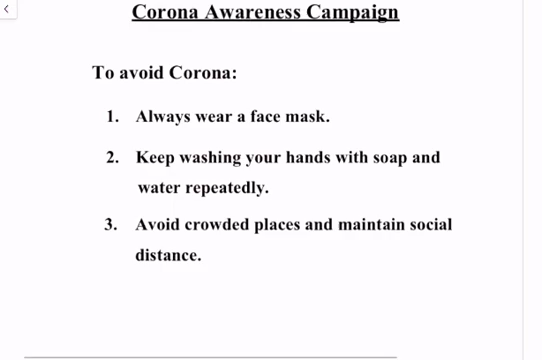 Corona Awareness Campaign
To avoid Corona:
1. Always wear a face mask.
2. Keep washing your hands with soap and
water repeatedly.
3. Avoid crowded places and maintain social
distance.